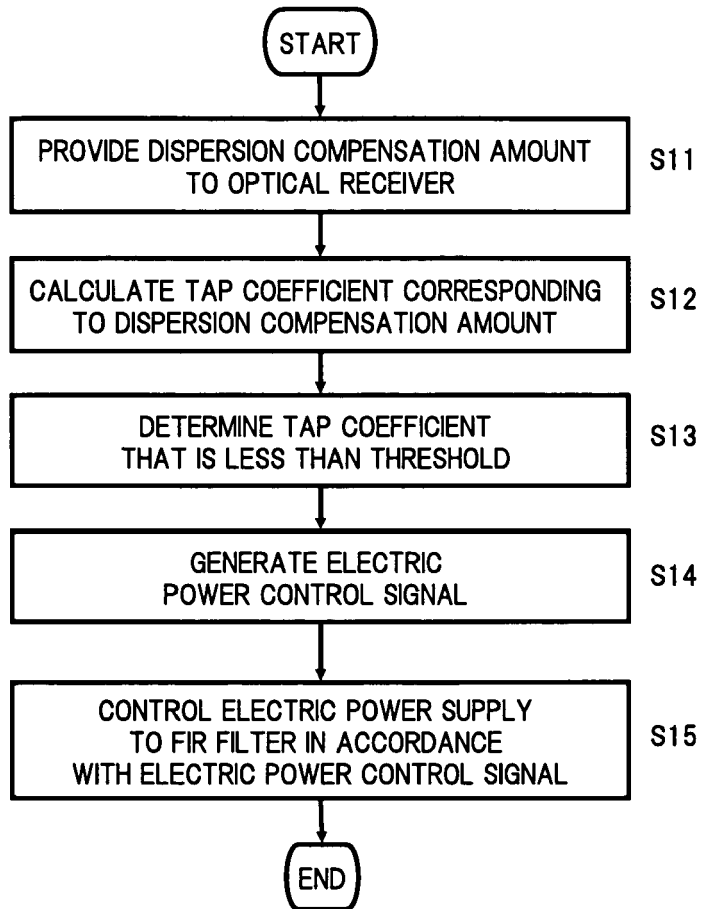 START
PROVIDE DISPERSION COMPENSATION AMOUNT
TO OPTICAL RECEIVER
S11
CALCULATE TAP COEFFICIENT CORRESPONDING
TO DISPERSION COMPENSATION AMOUNT
S12
DETERMINE TAP COEFFICIENT
THAT IS LESS THAN THRESHOLD
S13
GENERATE ELECTRIC
POWER CONTROL SIGNAL
S14
CONTROL ELECTRIC POWER SUPPLY
TO FIR FILTER IN ACCORDANCE
WITH ELECTRIC POWER CONTROL SIGNAL
S15
END